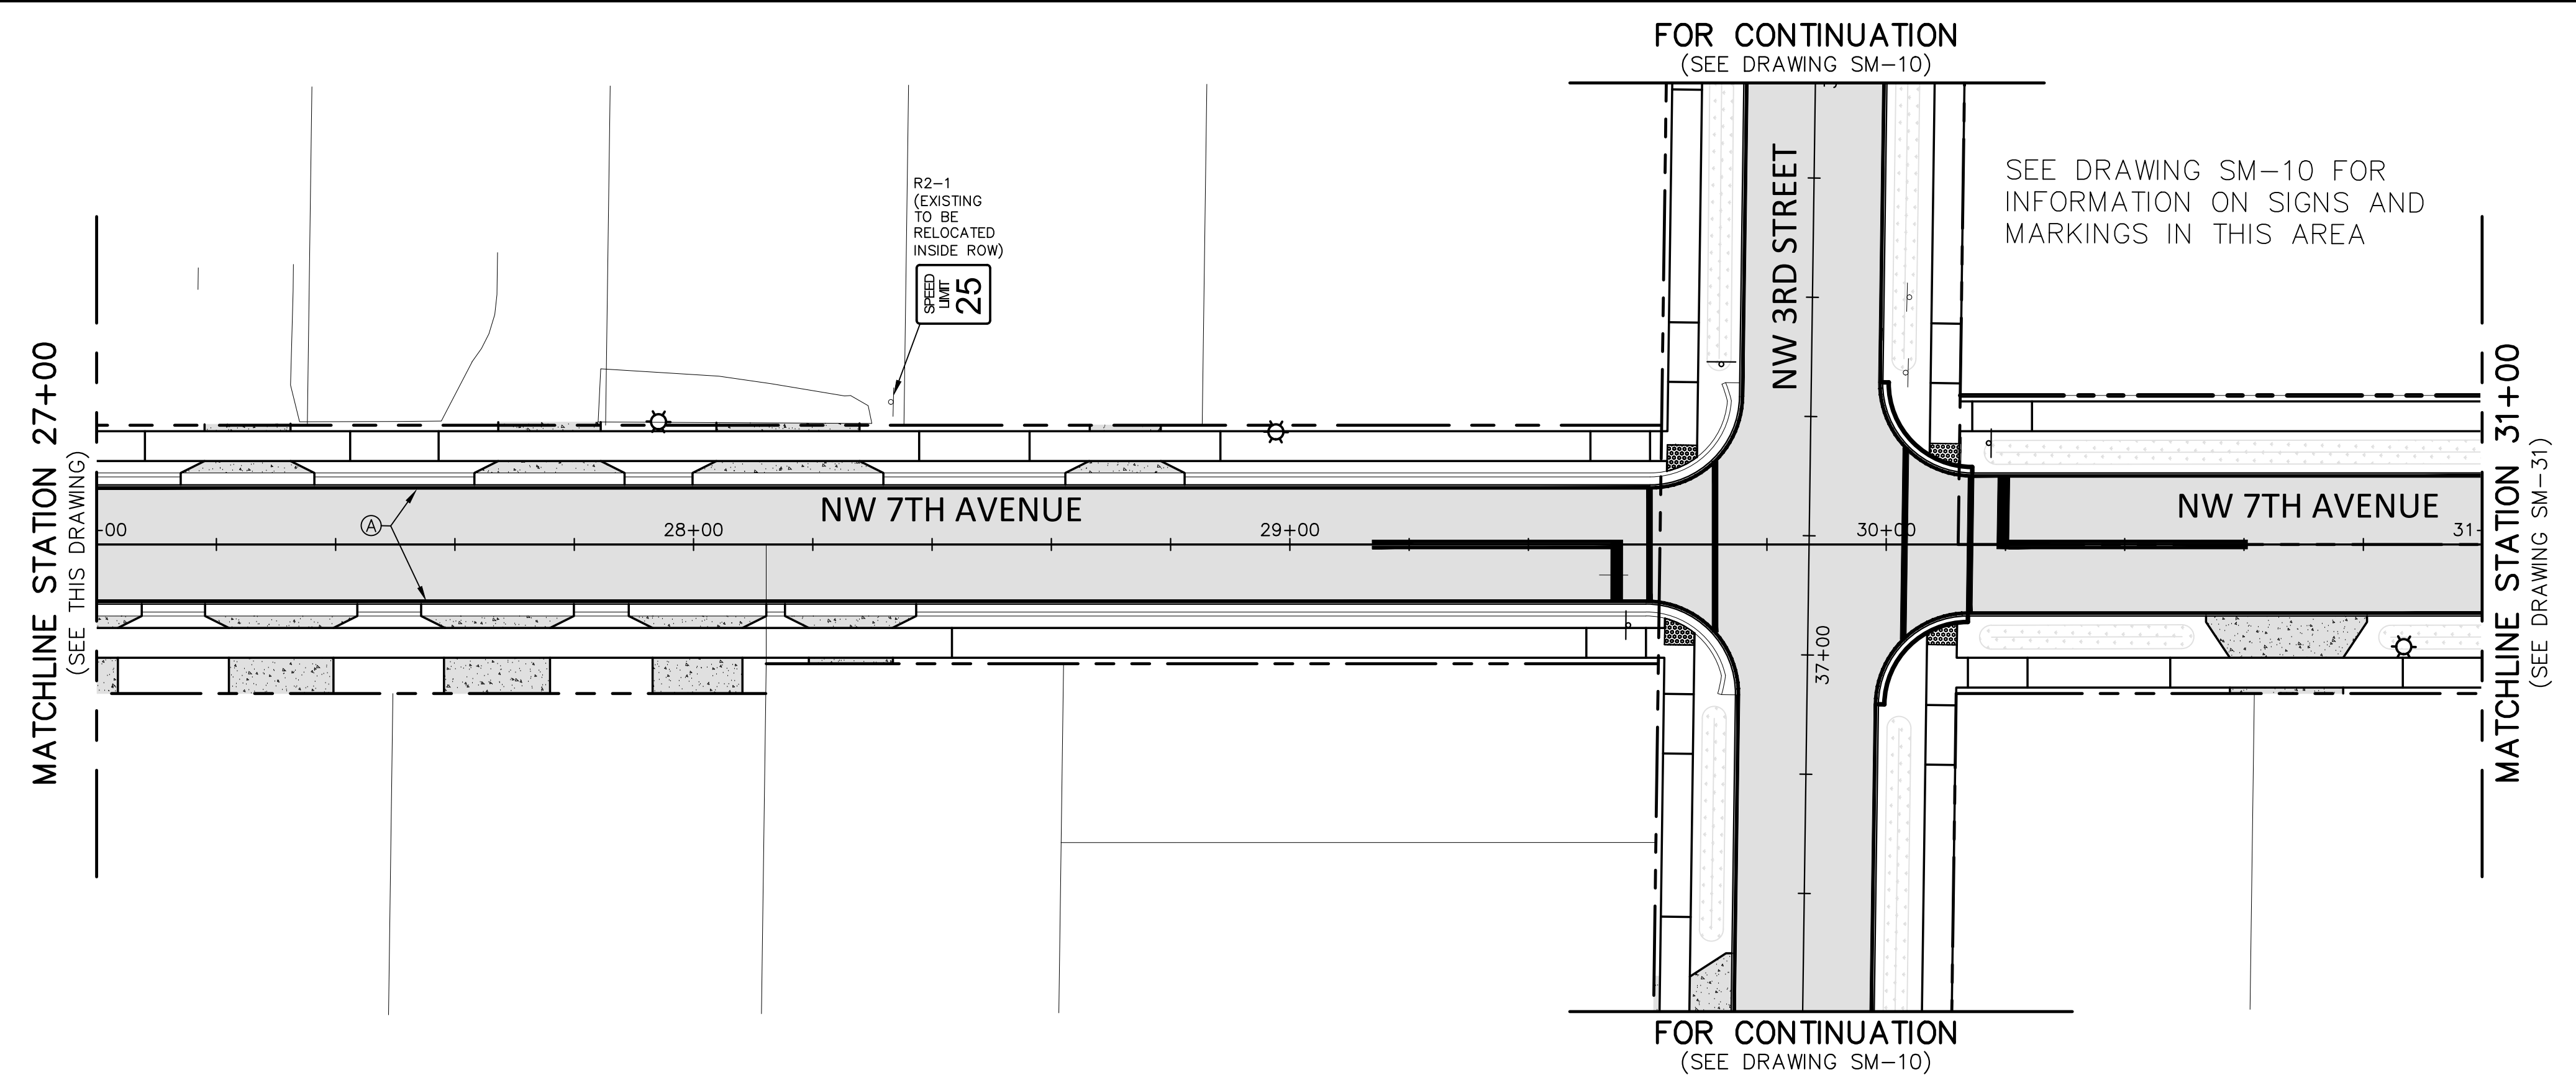 FOR CONTINUATION
(SEE DRAWING SM-10)
MATCHLINE STATION 27+00
(SEE THIS DRAWING)
R2-1
(EXISTING
TO BE
RELOCATED
INSIDE ROW)
SPEED
LIMIT
25
NW 3RD STREET
SEE DRAWING SM-10 FOR
INFORMATION ON SIGNS AND
MARKINGS IN THIS AREA
A
NW 7TH AVENUE
NW 7TH AVENUE
-00
28+00
29+00
30+00
31-
37+00
MATCHLINE STATION 31+00
(SEE DRAWING SM-31)
FOR CONTINUATION
(SEE DRAWING SM-10)